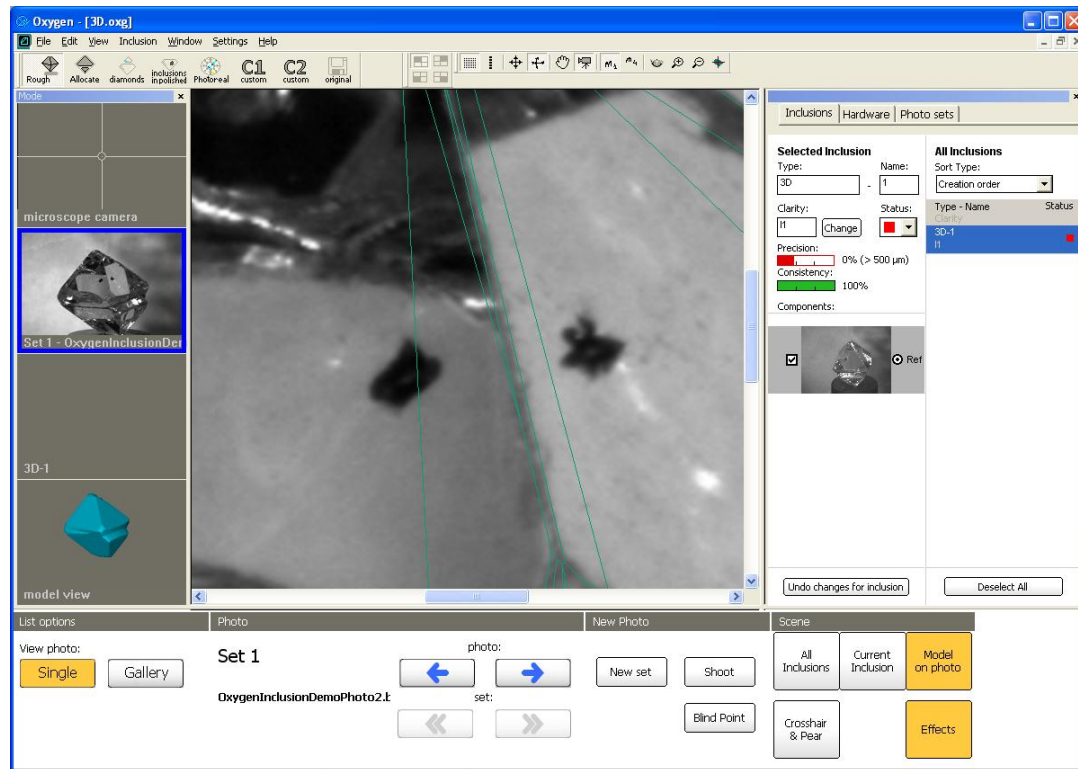 Oxygen - [3D.oxg]
File Edit View Inclusion Window Settings Help
Rough Allocate diamonds inclusions in polished Photoreal C1 custom C2 custom original
Mode
microscope camera
Set 1 - OxygenInclusionDer
3D-1
model view
Inclusions Hardware Photo sets
Selected Inclusion
Type: Name:
3D - 1
Clarity: Status:
I1 Change
Precision:
0% (> 500 µm)
Consistency:
100%
Components:
Ref
Undo changes for inclusion
All Inclusions
Sort Type:
Creation order
Type - Name Status
Clarity
3D-1
I1
Deselect All
List options
View photo:
Single Gallery
Photo
Set 1
photo:
OxygenInclusionDemoPhoto2.b
set:
New Photo
New set Shoot
Blind Point
Scene
All Inclusions Current Inclusion Model on photo
Crosshair & Pear Effects